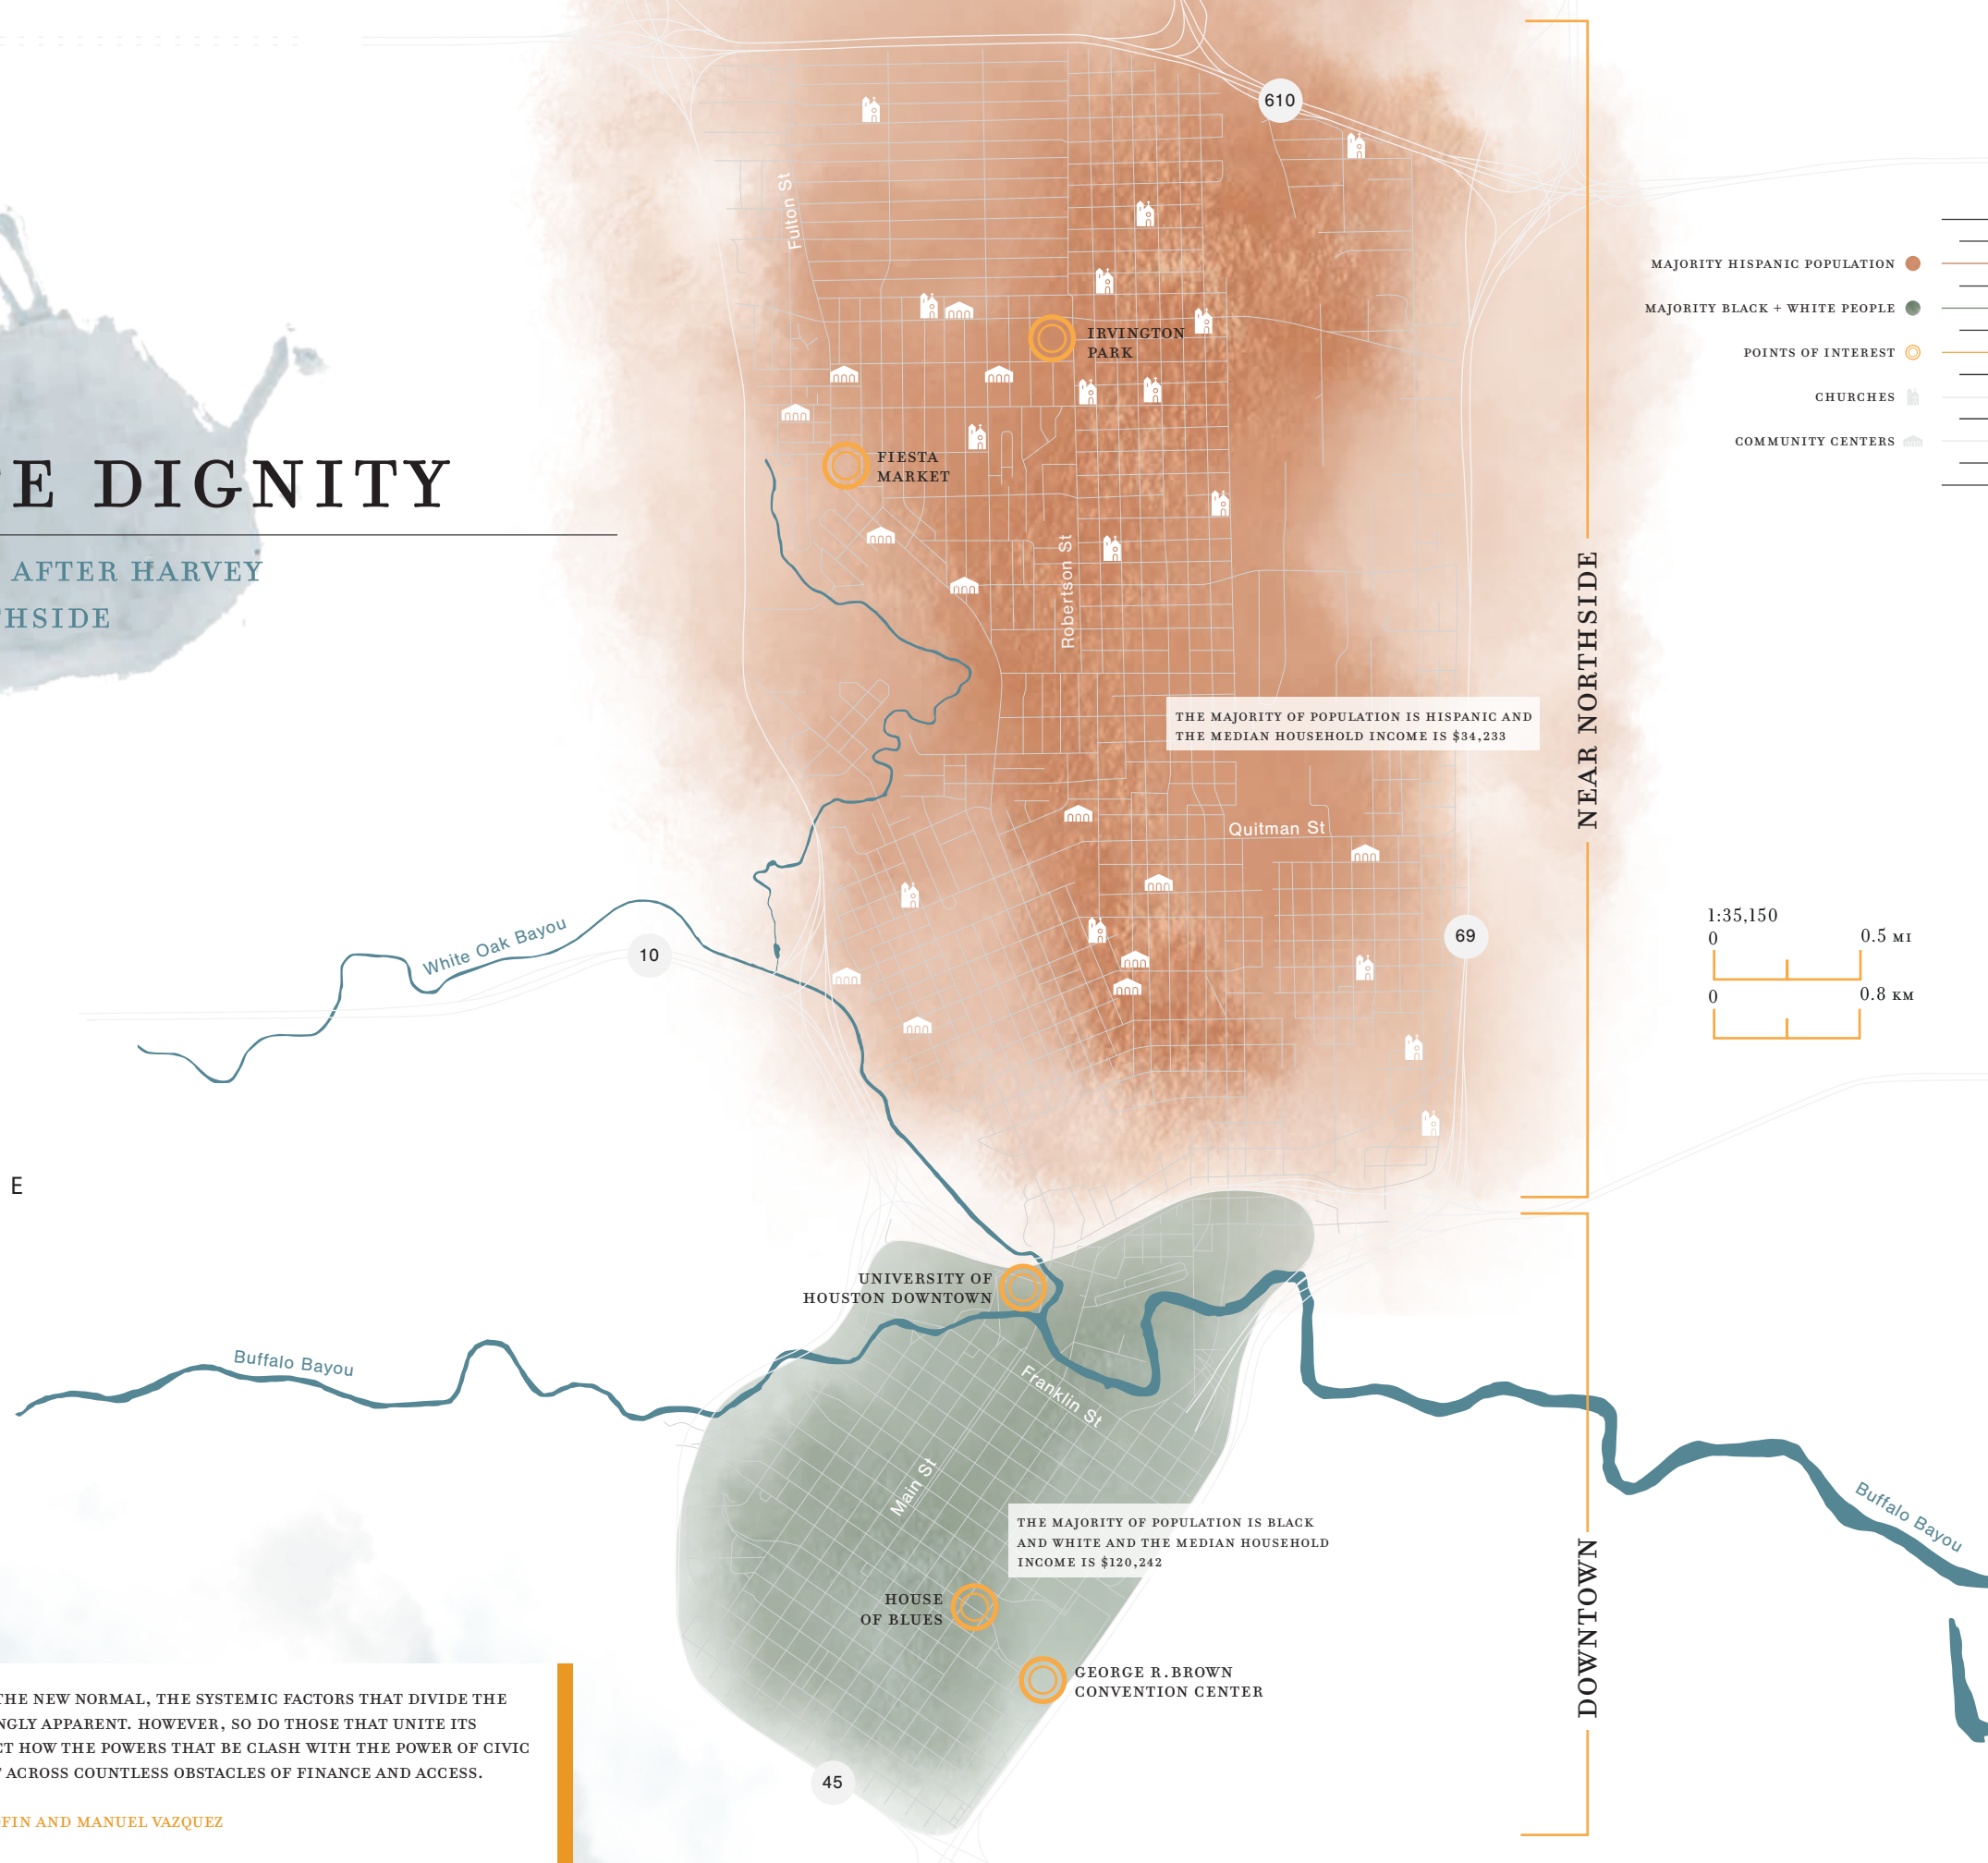 E DIGNITY
AFTER HARVEY
HSIDE
610
Fulton St
MAJORITY HISPANIC POPULATION
MAJORITY BLACK + WHITE PEOPLE
POINTS OF INTEREST
CHURCHES
COMMUNITY CENTERS
IRVINGTON
PARK
FIESTA
MARKET
Robertson St
NEAR NORTHSIDE
THE MAJORITY OF POPULATION IS HISPANIC AND
THE MEDIAN HOUSEHOLD INCOME IS $34,233
Quitman St
White Oak Bayou
10
69
1:35,150
0 0.5 MI
0 0.8 KM
E
UNIVERSITY OF
HOUSTON DOWNTOWN
Buffalo Bayou
Franklin St
Main St
Buffalo Bayou
THE MAJORITY OF POPULATION IS BLACK
AND WHITE AND THE MEDIAN HOUSEHOLD
INCOME IS $120,242
HOUSE
OF BLUES
DOWNTOWN
GEORGE R.BROWN
CONVENTION CENTER
45
THE NEW NORMAL, THE SYSTEMIC FACTORS THAT DIVIDE THE
NGLY APPARENT. HOWEVER, SO DO THOSE THAT UNITE ITS
CT HOW THE POWERS THAT BE CLASH WITH THE POWER OF CIVIC
ACROSS COUNTLESS OBSTACLES OF FINANCE AND ACCESS.
FIN AND MANUEL VAZQUEZ